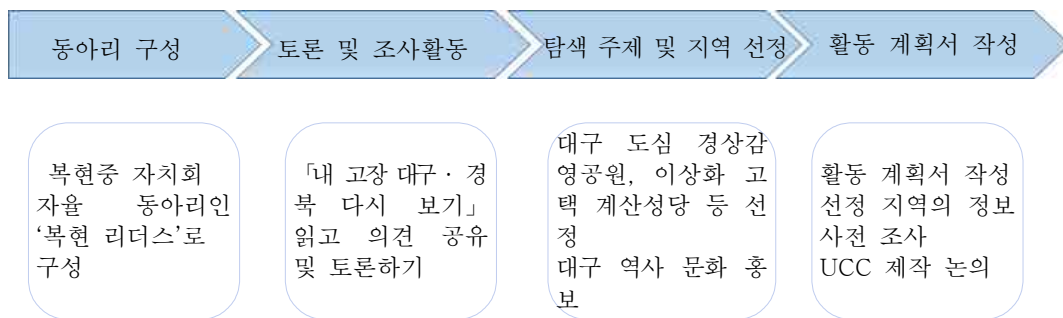 동아리 구성
토론 및 조사활동
탐색 주제 및 지역 선정
활동 계획서 작성
복현중 자치회
자율 동아리인
‘복현 리더스’로
구성
「내 고장 대구 · 경
북 다시 보기」
읽고 의견 공유
및 토론하기
대구 도심 경상감
영공원, 이상화 고
택 계산성당 등 선
정
대구 역사 문화 홍
보
활동 계획서 작성
선정 지역의 정보
사전 조사
UCC 제작 논의